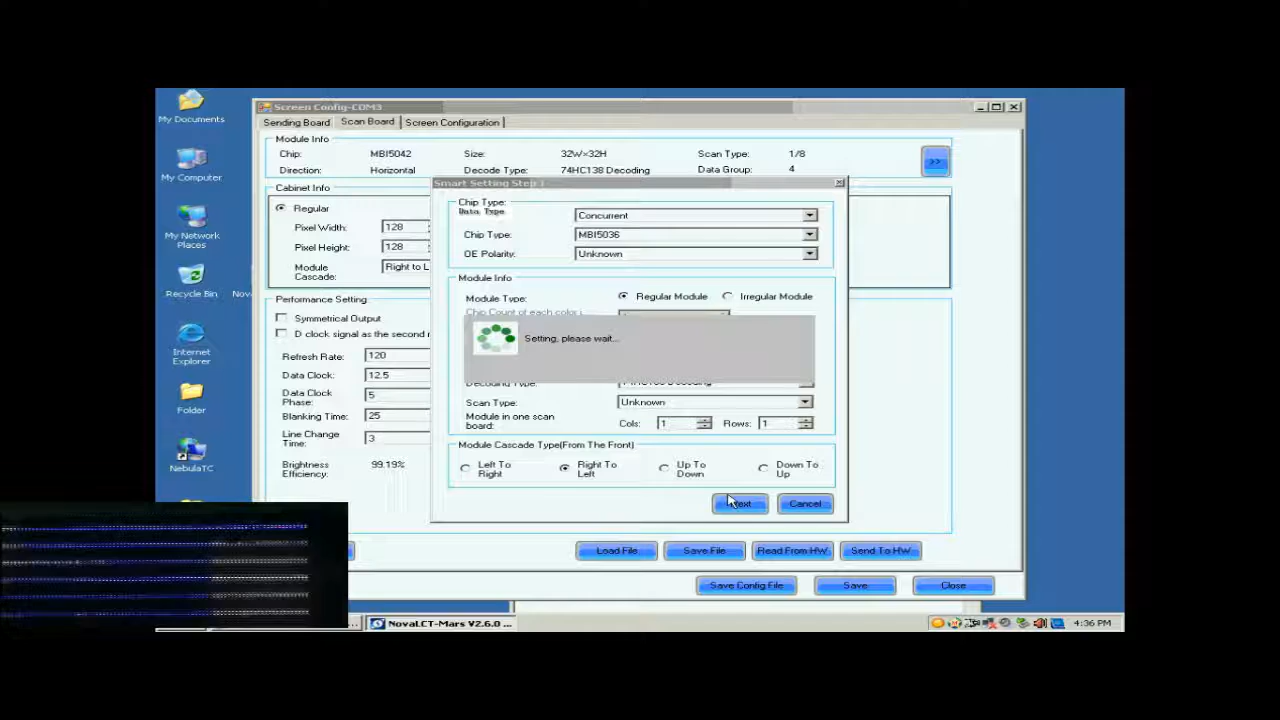 My Documents
My Computer
My Network
Places
Recycle Bin
Nov
Internet
Explorer
Folder
NebulaTC
Screen Config-COM3
Sending Board
Scan Board
Screen Configuration
Module Info
Chip: MBI5042 Size: 32W×32H Scan Type: 1/8
Direction: Horizontal Decode Type: 74HC138 Decoding Data Group: 4
>>
Cabinet Info
Regular
Pixel Width: 128
Pixel Height: 128
Module
Cascade: Right to L
Performance Setting
Symmetrical Output
D clock signal as the second
Refresh Rate: 120
Data Clock: 12.5
Data Clock
Phase: 5
Blanking Time: 25
Line Change
Time: 3
Brightness
Efficiency: 99.19%
Smart Setting Step
Chip Type:
Data Type Concurrent
Chip Type: MBI5036
OE Polarity: Unknown
Module Info
Module Type: Regular Module Irregular Module
Chip Count of each color
Setting, please wait...
Decoding Type:
Scan Type: Unknown
Module in one scan
board: Cols: 1 Rows: 1
Module Cascade Type(From The Front)
Left To
Right
Right To
Left
Up To
Down
Down To
Up
Next Cancel
Load File Save File Read From HW Send To HW
Save Config File Save Close
NovaLCT-Mars V2.6.0 ...
4:36 PM